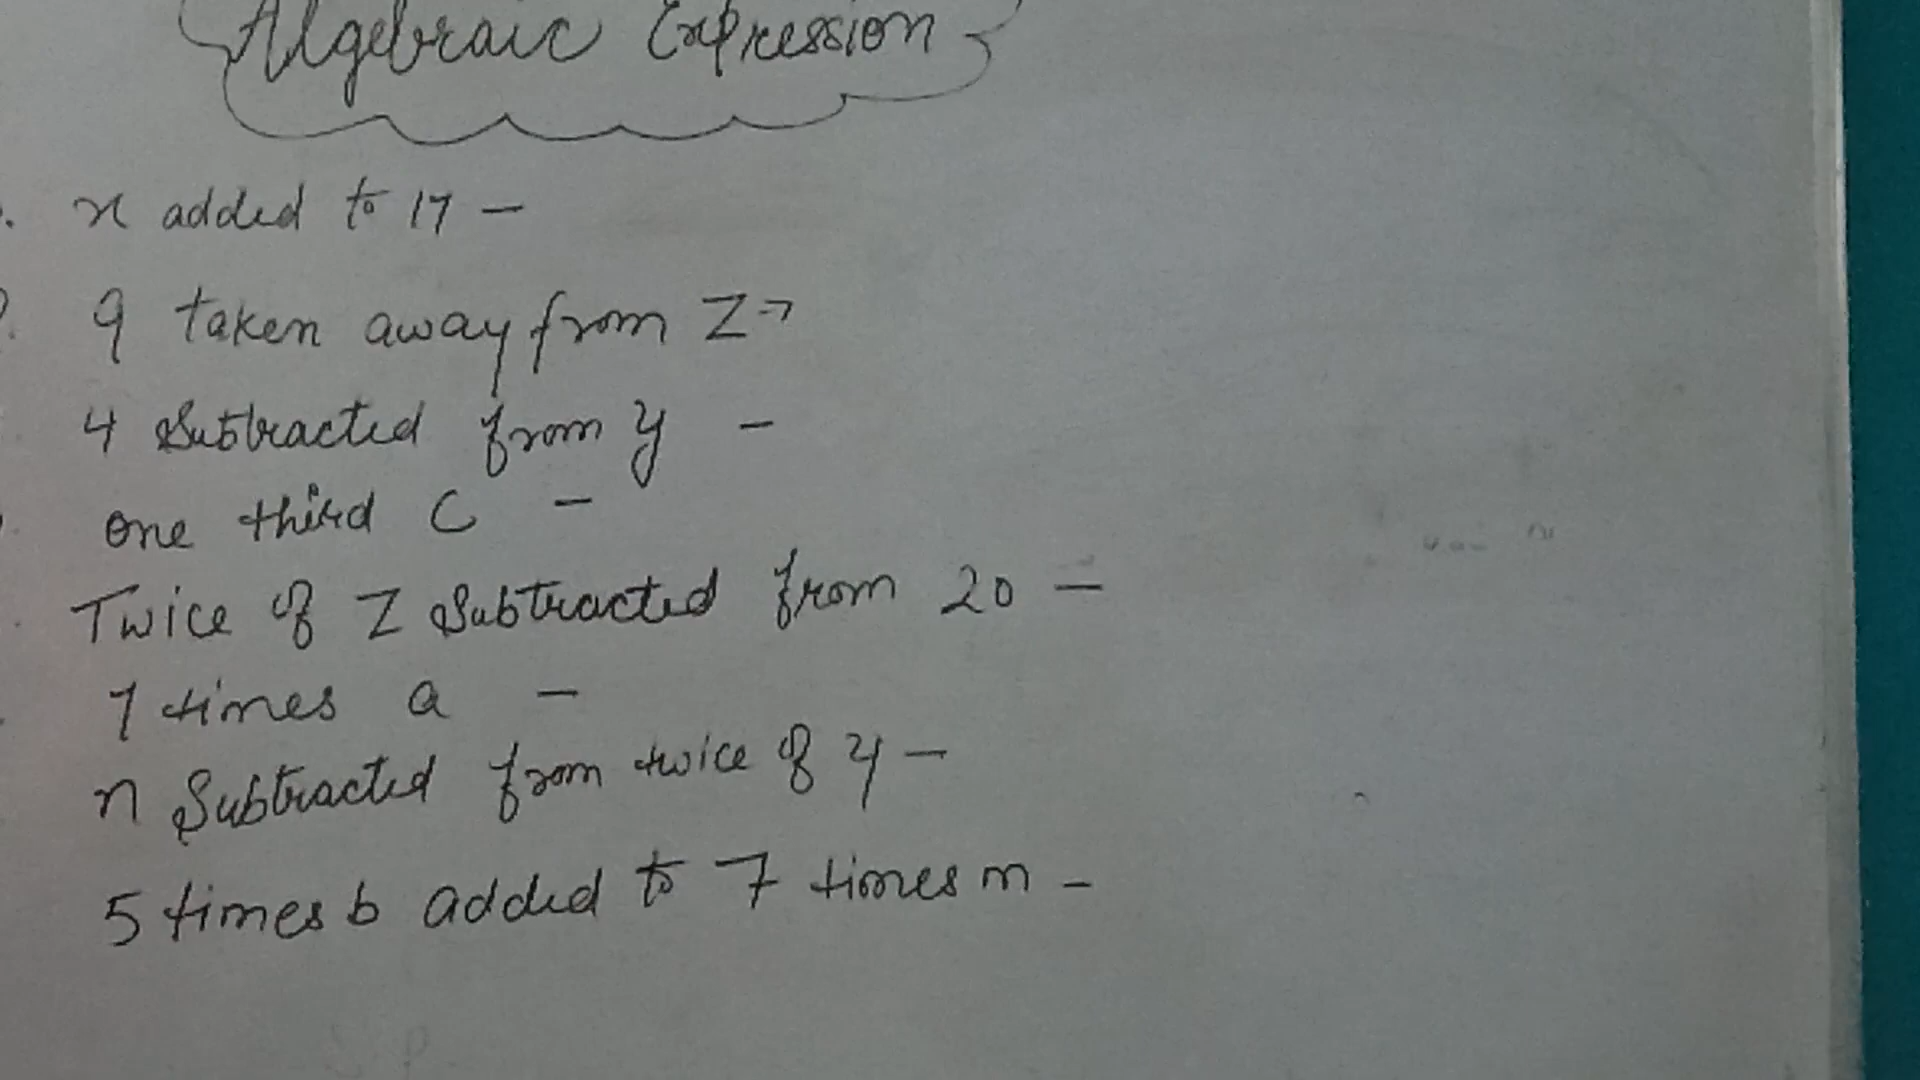 Algebraic Expression
x added to 17 -
9 taken away from Z →
4 Subtracted from y -
one third C -
Twice of Z Subtracted from 20 -
7 times a -
n Subtracted from twice of y -
5 times b added to 7 times m -